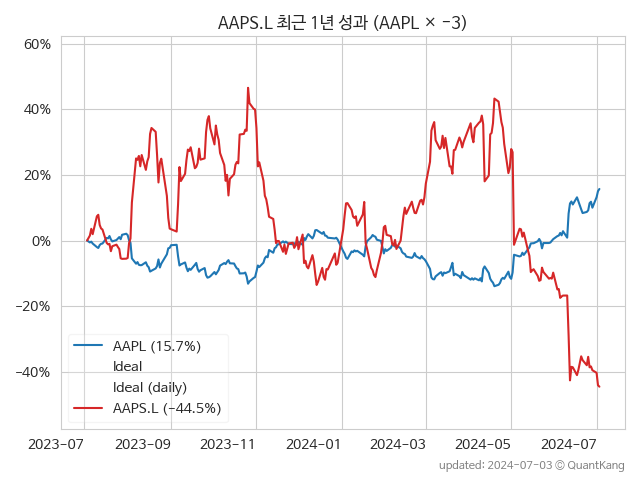 AAPS.L 최근 1년 성과 (AAPL × −3)
60%
40%
20%
0%
−20%
−40%
AAPL (15.7%)
Ideal
Ideal (daily)
AAPS.L (−44.5%)
2023-07 2023-09 2023-11 2024-01 2024-03 2024-05 2024-07
updated: 2024-07-03 © QuantKang